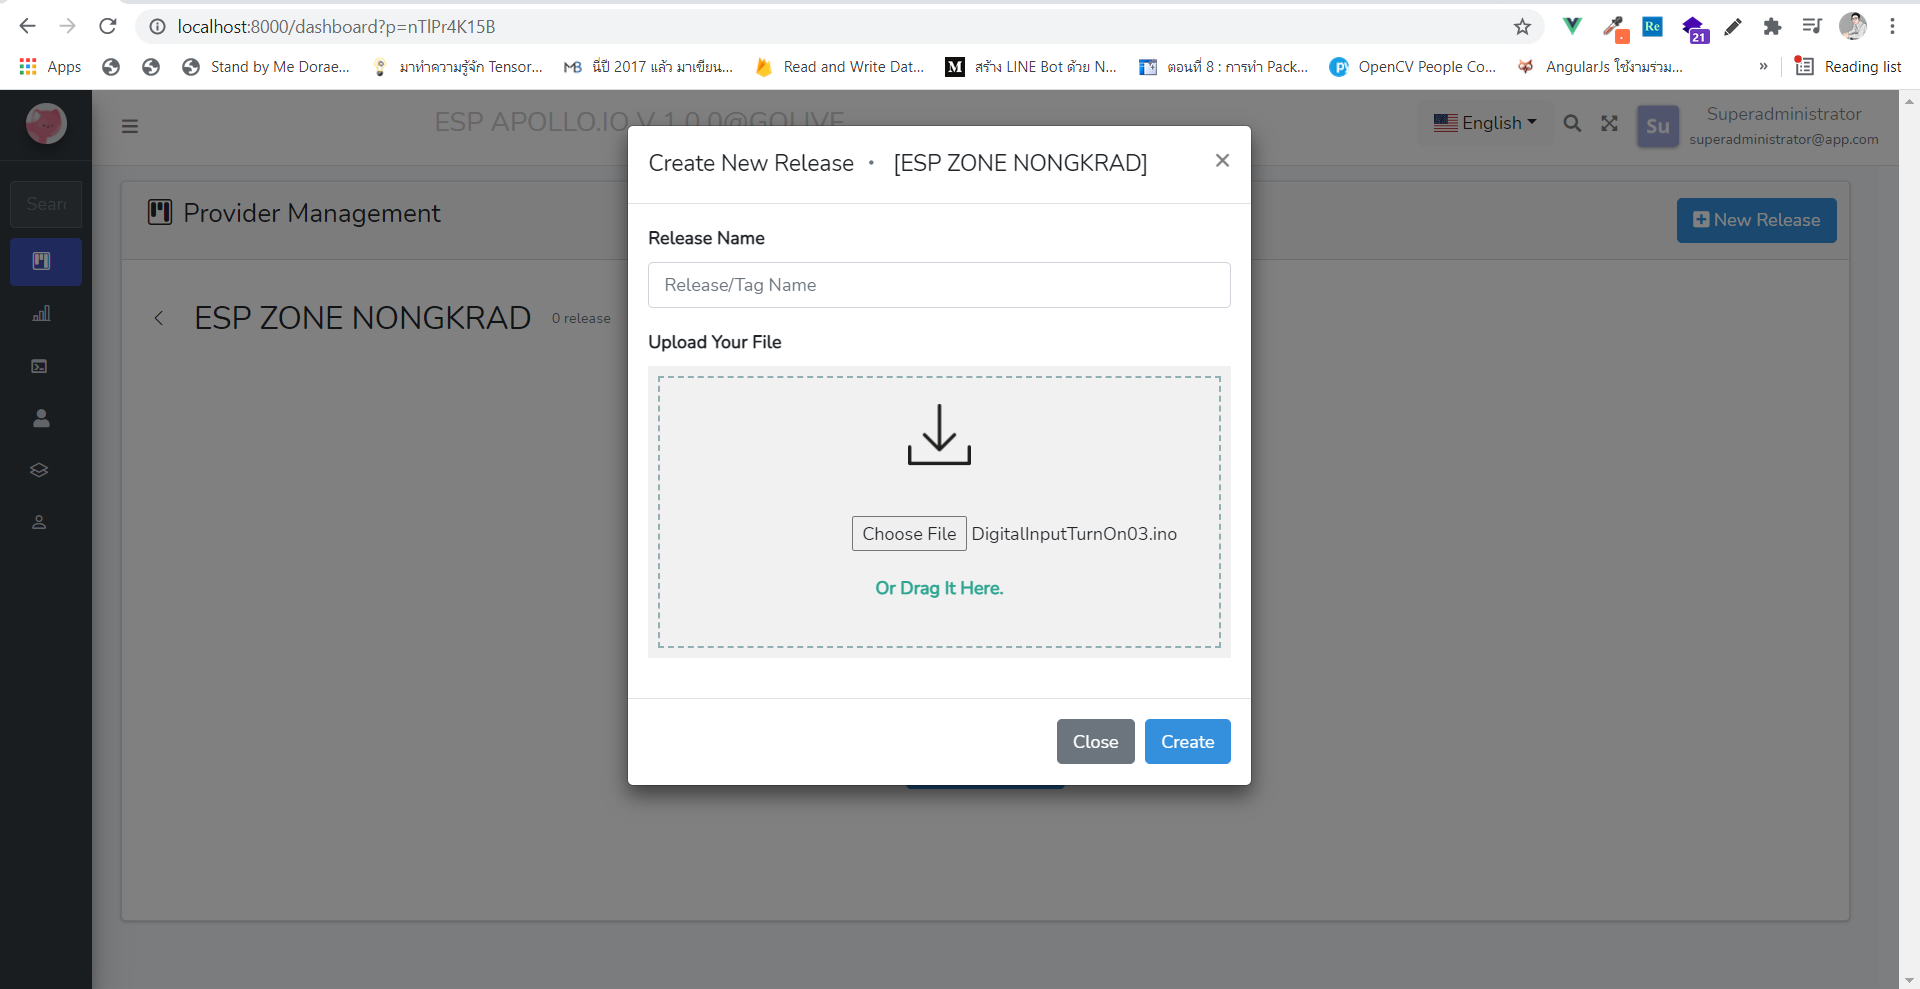 localhost:8000/dashboard?p=nTlPr4K15B
Re
21
Apps
Stand by Me Dorae...
มาทำความรู้จัก Tensor...
MB
นี่ปี 2017 แล้ว มาเขียน...
Read and Write Dat...
M
สร้าง LINE Bot ด้วย N...
ตอนที่ 8 : การทำ Pack...
OpenCV People Co...
AngularJs ใช้งานร่วม...
»
Reading list
ESP APOLLO.IO V 1.0.0@GOLIVE
English
Su
Superadministrator
superadministrator@app.com
Sear
Provider Management
New Release
ESP ZONE NONGKRAD
0 release
Create New Release • [ESP ZONE NONGKRAD]
×
Release Name
Release/Tag Name
Upload Your File
Choose File DigitalInputTurnOn03.ino
Or Drag It Here.
Close
Create